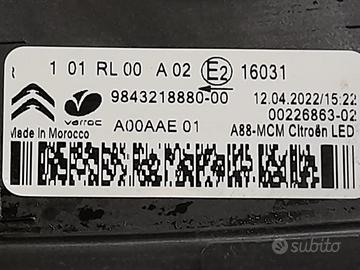 1 01 RL 00 A 02 E2 16031
varroc
9843218880-00
12.04.2022/15:22
00226863-02
Made in Morocco
A00AAE 01
A88-MCM Citroën LED
subito